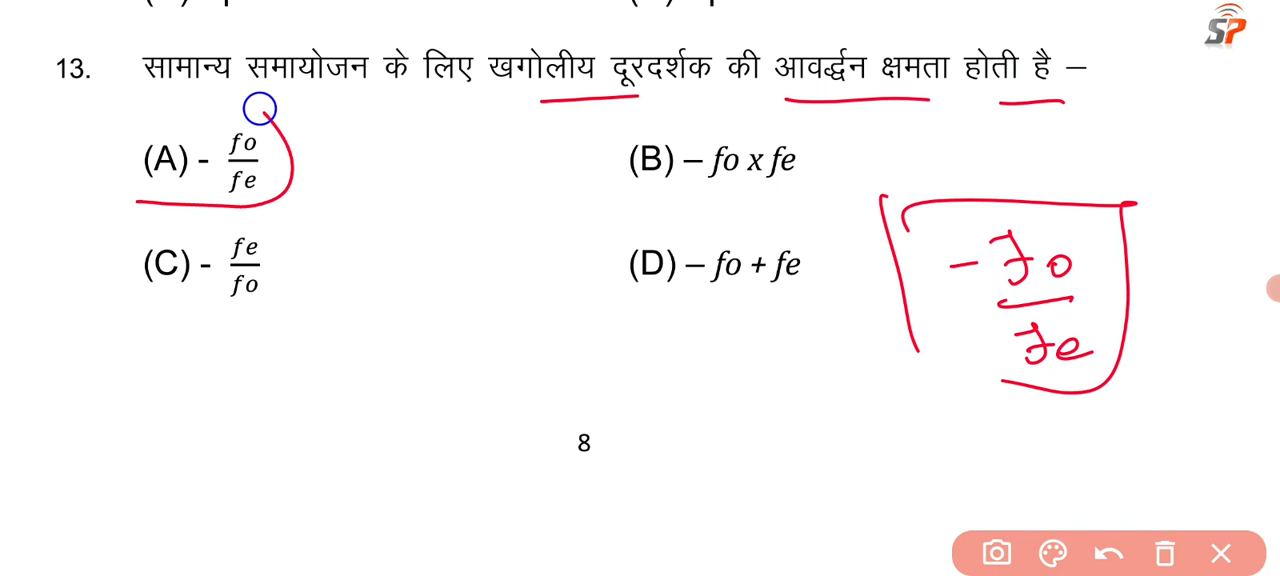 SP
13. सामान्य समायोजन के लिए खगोलीय दूरदर्शक की आवर्द्धन क्षमता होती है –
(A) - fo/fe
(B) – fo x fe
(C) - fe/fo
(D) – fo + fe
- fo/fe
8